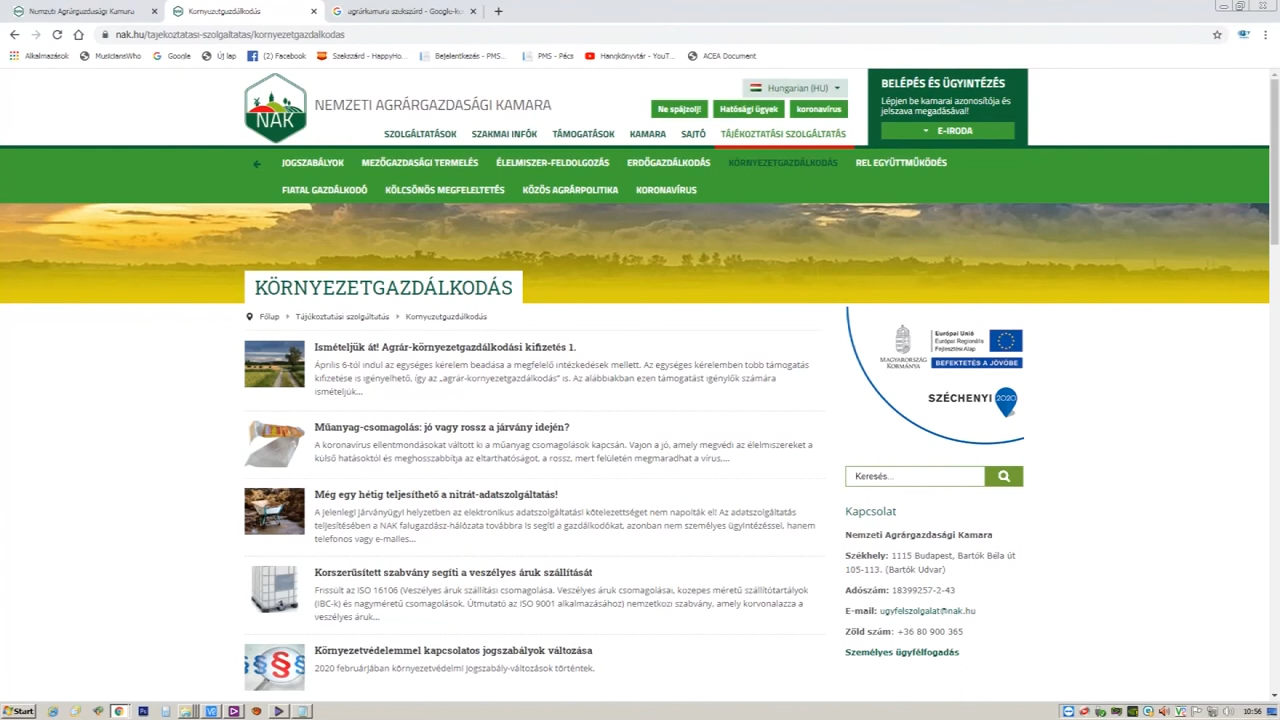 Nemzeti Agrárgazdasági Kamara
Környezetgazdálkodás
agrárkamura szekszárd - Google-k
nak.hu/tajekoztatasi-szolgaltatas/kornyezetgazdalkodas
Alkalmazások MusiciansWho Google Új lap (2) Facebook Szekszárd - HappyHo... Bejelentkezés - PMS... PMS - Pécs Hangkönyvtár - YouT... ACEA Document
NAK
NEMZETI AGRÁRGAZDASÁGI KAMARA
Hungarian (HU)
Ne spájzolj! Hatósági ügyek koronavírus
BELÉPÉS ÉS ÜGYINTÉZÉS
Lépjen be kamarai azonosítója és
jelszava megadásával!
E-IRODA
SZOLGÁLTATÁSOK SZAKMAI INFÓK TÁMOGATÁSOK KAMARA SAJTÓ TÁJÉKOZTATÁSI SZOLGÁLTATÁS
JOGSZABÁLYOK MEZŐGAZDASÁGI TERMELÉS ÉLELMISZER-FELDOLGOZÁS ERDŐGAZDÁLKODÁS KÖRNYEZETGAZDÁLKODÁS REL EGYÜTTMŰKÖDÉS
FIATAL GAZDÁLKODÓ KÖLCSÖNÖS MEGFELELTETÉS KÖZÖS AGRÁRPOLITIKA KORONAVÍRUS
KÖRNYEZETGAZDÁLKODÁS
Főlap Tájékoztatási szolgáltatás Környezetgazdálkodás
Ismételjük át! Agrár-környezetgazdálkodási kifizetés 1.
Április 6-tól indul az egységes kérelem beadása a megfelelő intézkedések mellett. Az egységes kérelemben több támogatás
kifizetése is igényelhető, így az „agrár-környezetgazdálkodás" is. Az alábbiakban ezen támogatást igénylők számára
ismételjük...
Műanyag-csomagolás: jó vagy rossz a járvány idején?
A koronavírus ellentmondásokat váltott ki a műanyag csomagolások kapcsán. Vajon a jó, amely megvédi az élelmiszereket a
külső hatásoktól és meghosszabbítja az eltarthatóságot, a rossz, mert felületén megmaradhat a vírus,...
Még egy hétig teljesíthető a nitrát-adatszolgáltatás!
A jelenlegi járványügyi helyzetben az elektronikus adatszolgáltatási kötelezettséget nem napolták el! Az adatszolgáltatás
teljesítésében a NAK falugazdász-hálózata továbbra is segíti a gazdálkodókat, azonban nem személyes ügyintézéssel, hanem
telefonos vagy e-mailes...
Korszerűsített szabvány segíti a veszélyes áruk szállítását
Frissült az ISO 16106 (Veszélyes áruk szállítási csomagolása. Veszélyes áruk csomagolásai, közepes méretű szállítótartályok
(IBC-k) és nagyméretű csomagolások. Útmutató az ISO 9001 alkalmazásához) nemzetközi szabvány, amely korvonalazza a
veszélyes áruk...
Környezetvédelemmel kapcsolatos jogszabályok változása
2020 februárjában környezetvédelmi jogszabály-változások történtek.
MAGYARORSZÁG
KORMÁNYA
Európai Unió
Európai Regionális
Fejlesztési Alap
BEFEKTETÉS A JÖVŐBE
SZÉCHENYI 2020
Keresés...
Kapcsolat
Nemzeti Agrárgazdasági Kamara
Székhely: 1115 Budapest, Bartók Béla út
105-113. (Bartók Udvar)
Adószám: 18399257-2-43
E-mail: ugyfelszolgalat@nak.hu
Zöld szám: +36 80 900 365
Személyes ügyfélfogadás
Start
10:56